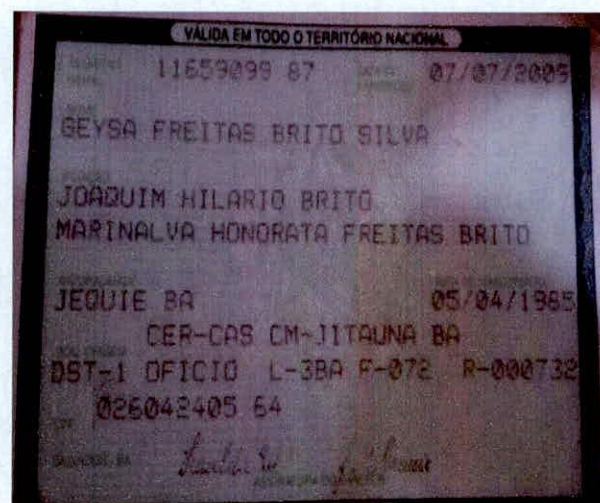 VÁLIDA EM TODO O TERRITÓRIO NACIONAL
11659099 87 07/07/2005
GEYSA FREITAS BRITO SILVA
JOAQUIM HILARIO BRITO
MARINALVA HONORATA FREITAS BRITO
JEQUIE BA 05/04/1985
CER-CAS CM-JITAUNA BA
DST-1 OFICIO L-3BA F-072 R-000732
026042405 64